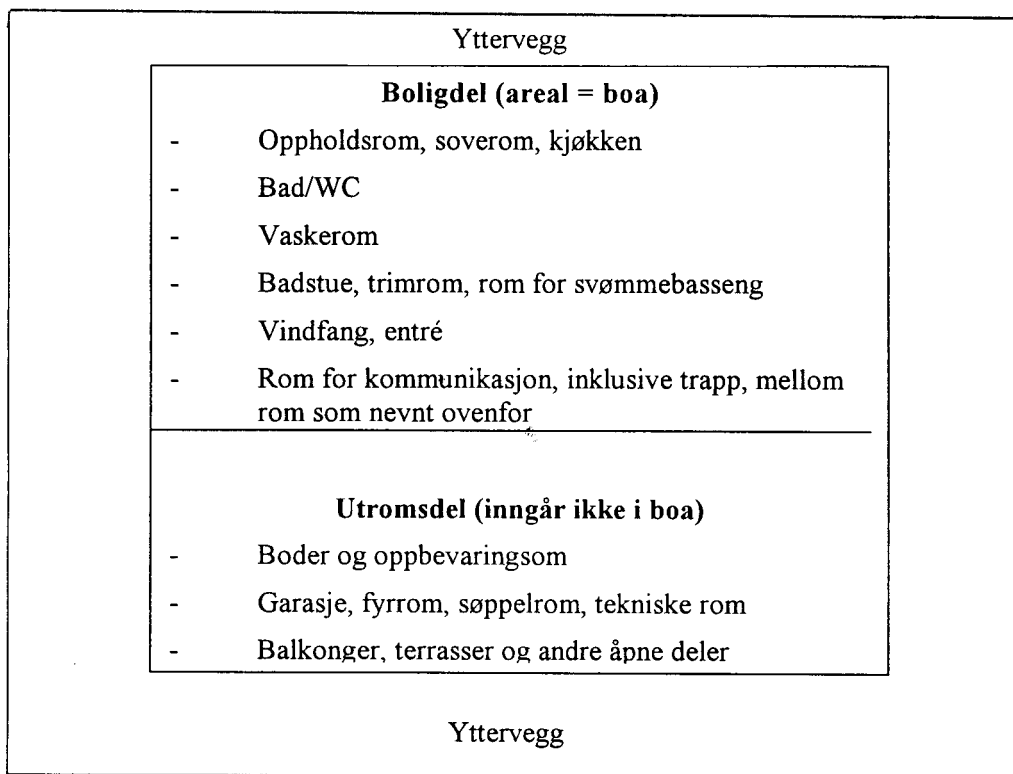 Yttervegg
Boligdel (areal = boa)
- Oppholdsrom, soverom, kjøkken
- Bad/WC
- Vaskerom
- Badstue, trimrom, rom for svømmebasseng
- Vindfang, entré
- Rom for kommunikasjon, inklusive trapp, mellom
rom som nevnt ovenfor
Utromsdel (inngår ikke i boa)
- Boder og oppbevaringsom
- Garasje, fyrrom, søppelrom, tekniske rom
- Balkonger, terrasser og andre åpne deler
Yttervegg